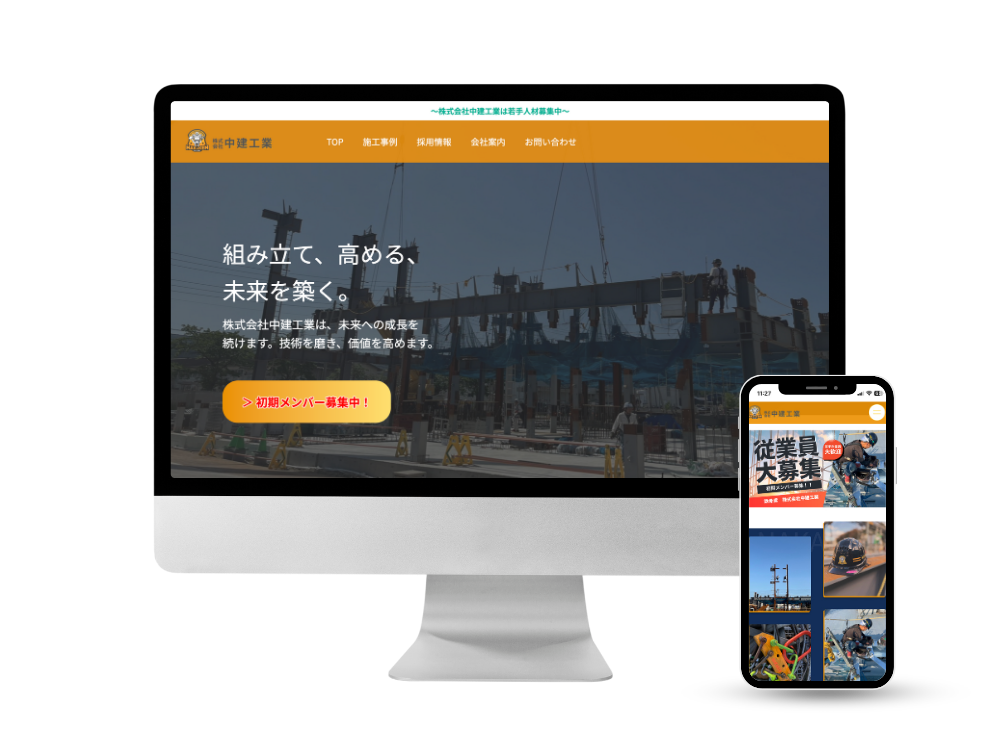 〜株式会社中建工業は若手人材募集中〜
株式会社 中建工業
TOP 施工事例 採用情報 会社案内 お問い合わせ
組み立て、高める、
未来を築く。
株式会社中建工業は、未来への成長を
続けます。技術を磨き、価値を高めます。
＞初期メンバー募集中！
11:27
中建工業
従業員
大募集
大歓迎
初期メンバー募集！！
株式会社中建工業